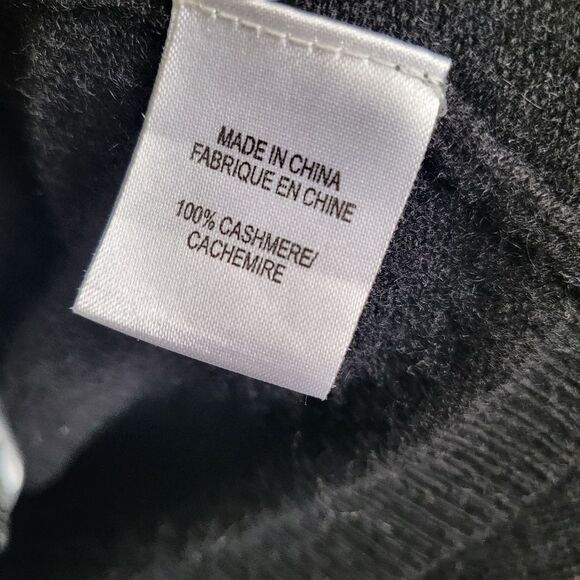 MADE IN CHINA
FABRIQUE EN CHINE
100% CASHMERE/
CACHEMIRE